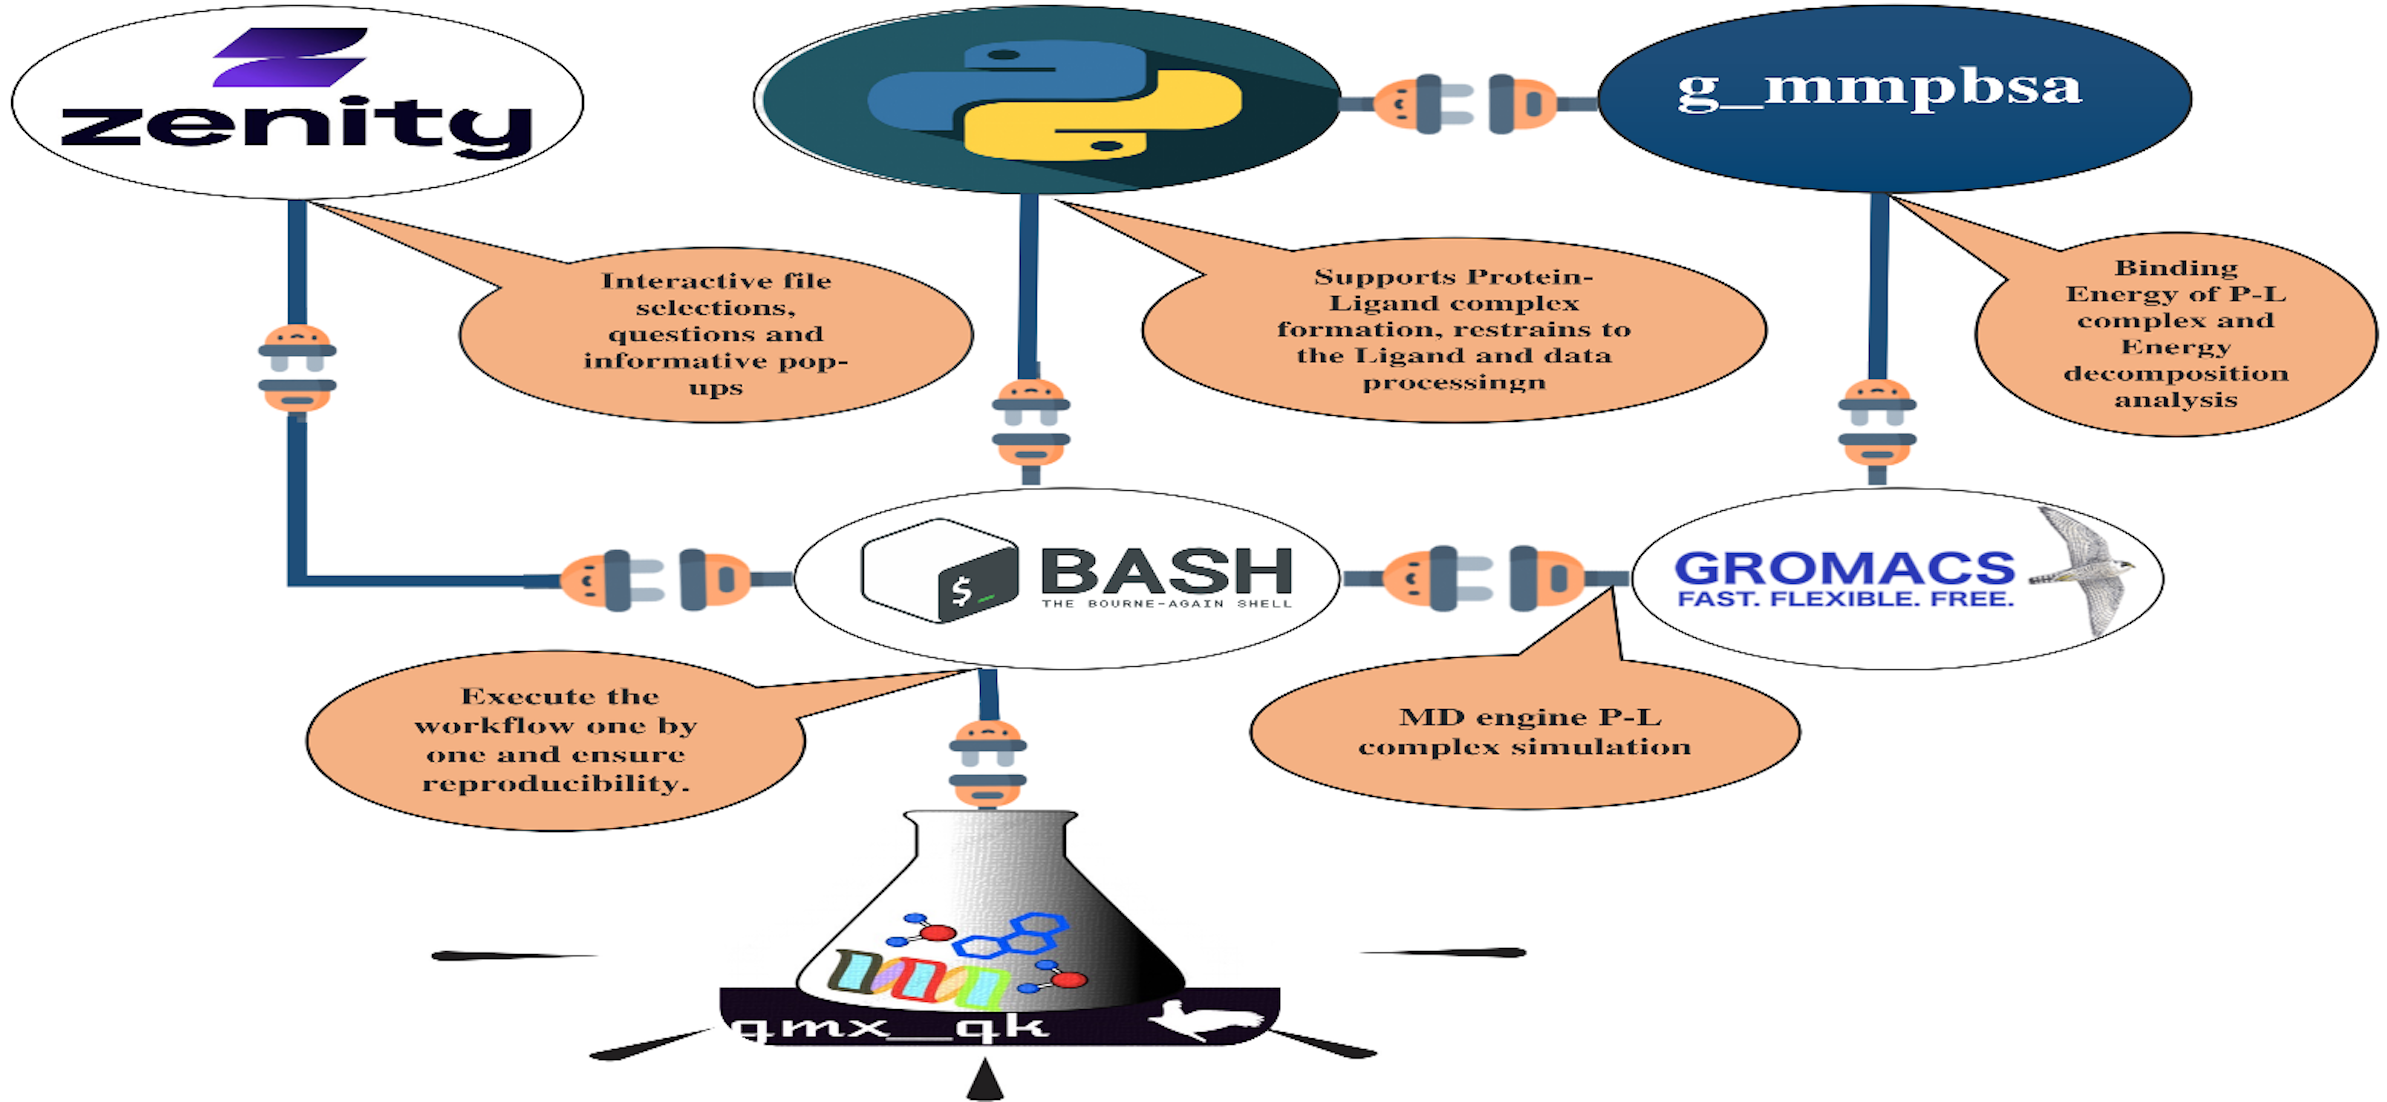 zenity
g_mmpbsa
Interactive file
selections,
questions and
informative pop-
ups
Supports Protein-
Ligand complex
formation, restrains to
the Ligand and data
processingn
Binding
Energy of P-L
complex and
Energy
decomposition
analysis
$_
BASH
THE BOURNE-AGAIN SHELL
GROMACS
FAST. FLEXIBLE. FREE.
Execute the
workflow one by
one and ensure
reproducibility.
MD engine P-L
complex simulation
gmx_qk